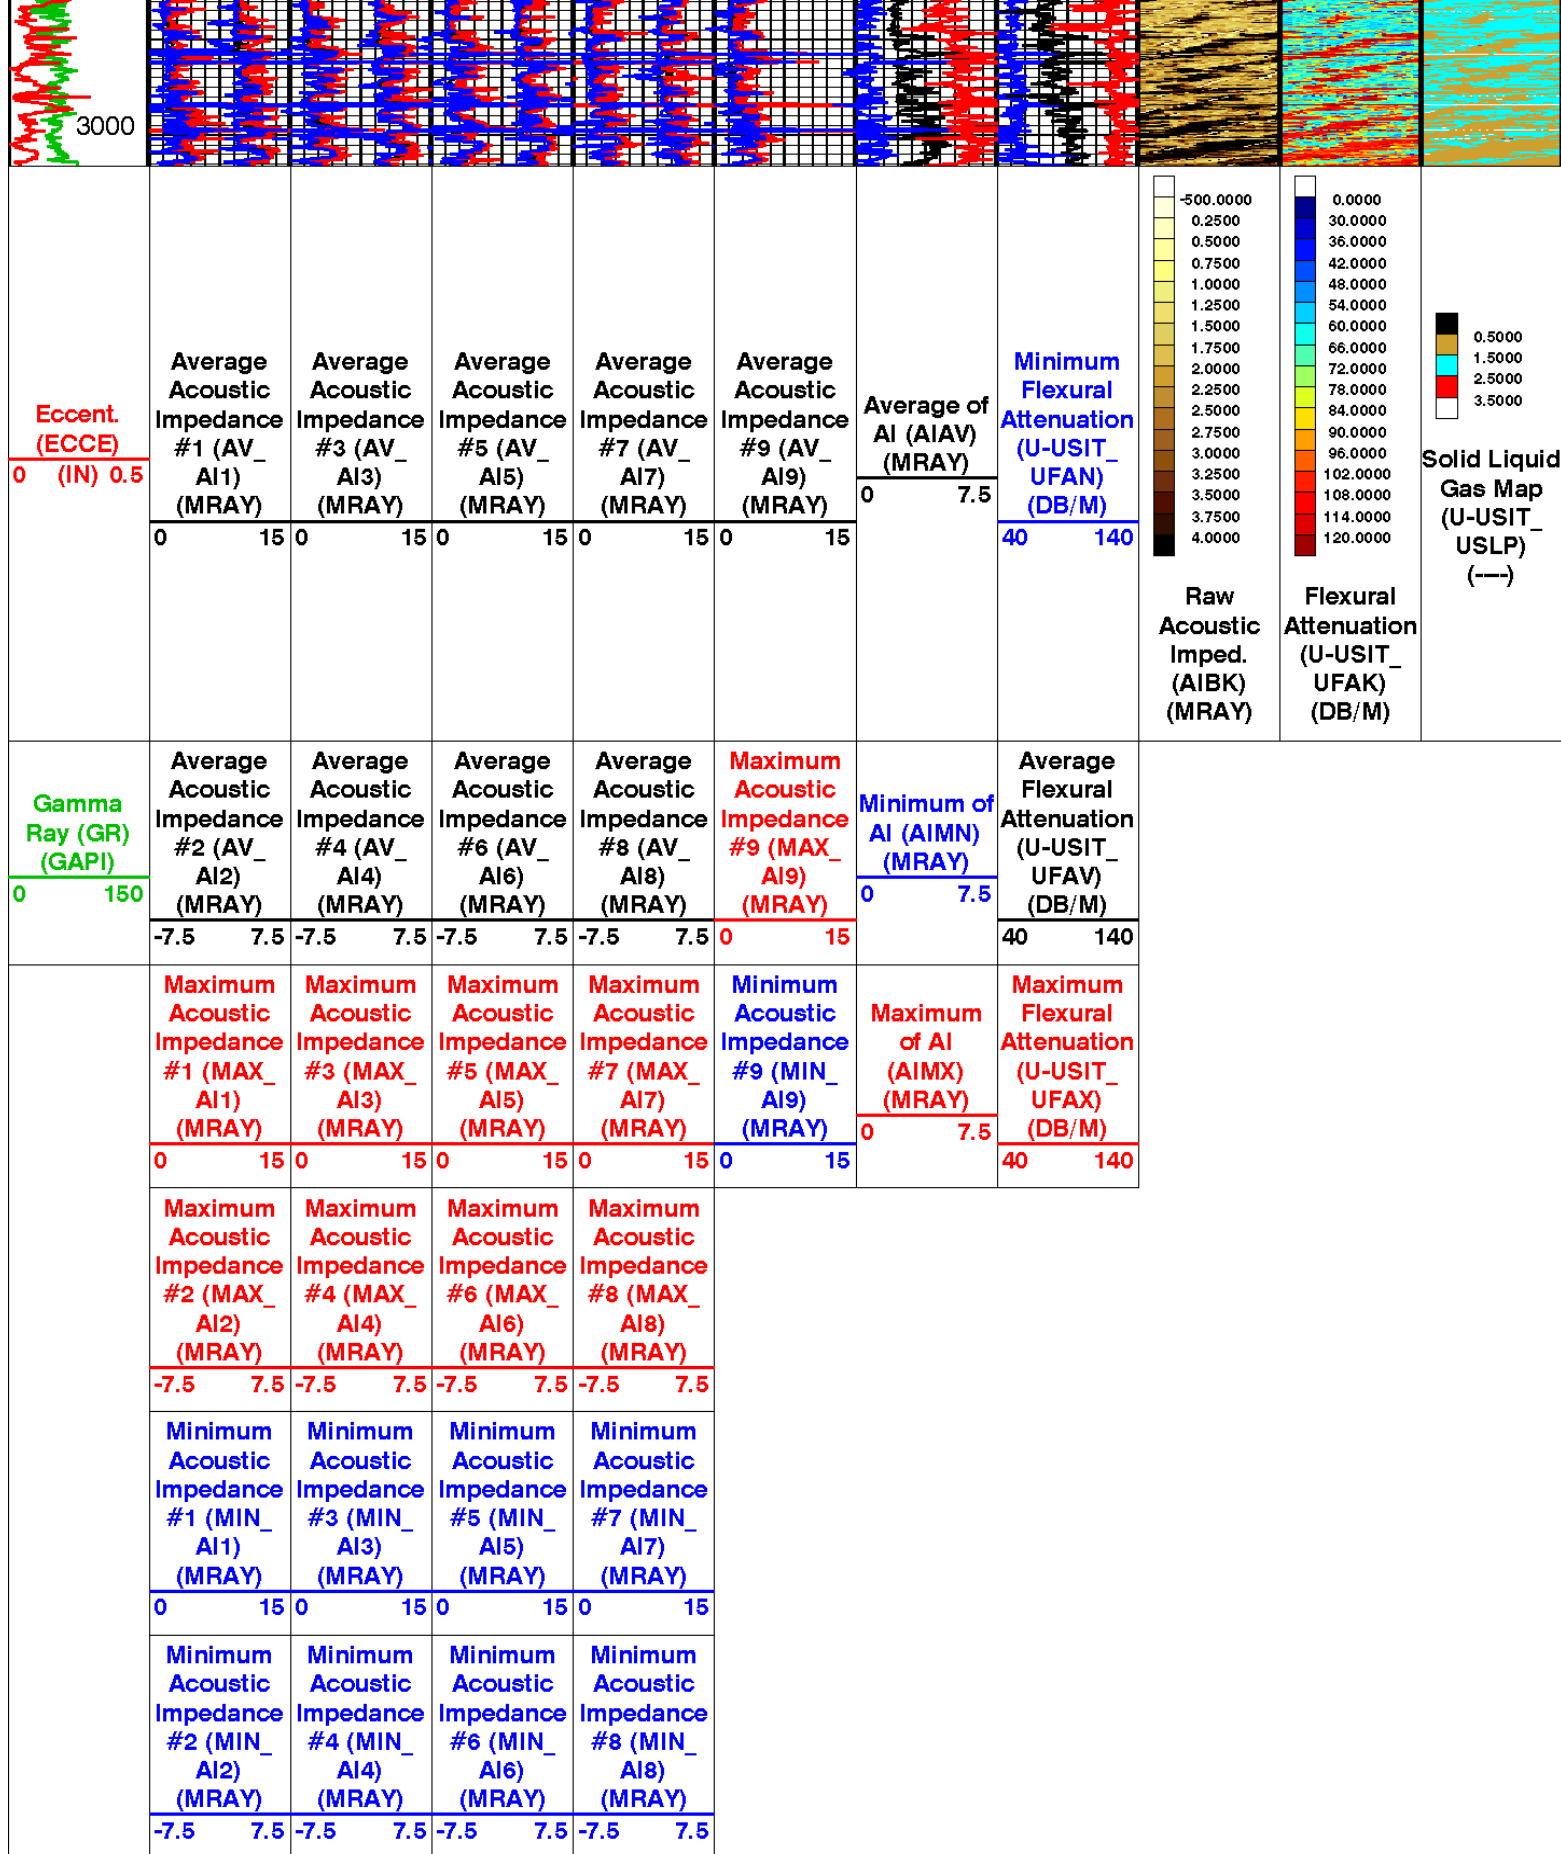 3000
Eccent.
(ECCE)
0 (IN) 0.5
Average
Acoustic
Impedance
#1 (AV_
AI1)
(MRAY)
0 15
Average
Acoustic
Impedance
#3 (AV_
AI3)
(MRAY)
0 15
Average
Acoustic
Impedance
#5 (AV_
AI5)
(MRAY)
0 15
Average
Acoustic
Impedance
#7 (AV_
AI7)
(MRAY)
0 15
Average
Acoustic
Impedance
#9 (AV_
AI9)
(MRAY)
0 15
Average of
AI (AIAV)
(MRAY)
0 7.5
Minimum
Flexural
Attenuation
(U-USIT_
UFAN)
(DB/M)
40 140
-500.0000
0.2500
0.5000
0.7500
1.0000
1.2500
1.5000
1.7500
2.0000
2.2500
2.5000
2.7500
3.0000
3.2500
3.5000
3.7500
4.0000
Raw
Acoustic
Imped.
(AIBK)
(MRAY)
0.0000
30.0000
36.0000
42.0000
48.0000
54.0000
60.0000
66.0000
72.0000
78.0000
84.0000
90.0000
96.0000
102.0000
108.0000
114.0000
120.0000
Flexural
Attenuation
(U-USIT_
UFAK)
(DB/M)
0.5000
1.5000
2.5000
3.5000
Solid Liquid
Gas Map
(U-USIT_
USLP)
(----)
Gamma
Ray (GR)
(GAPI)
0 150
Average
Acoustic
Impedance
#2 (AV_
AI2)
(MRAY)
-7.5 7.5
Average
Acoustic
Impedance
#4 (AV_
AI4)
(MRAY)
-7.5 7.5
Average
Acoustic
Impedance
#6 (AV_
AI6)
(MRAY)
-7.5 7.5
Average
Acoustic
Impedance
#8 (AV_
AI8)
(MRAY)
-7.5 7.5
Maximum
Acoustic
Impedance
#9 (MAX_
AI9)
(MRAY)
0 15
Minimum of
AI (AIMN)
(MRAY)
0 7.5
Average
Flexural
Attenuation
(U-USIT_
UFAV)
(DB/M)
40 140
Maximum
Acoustic
Impedance
#1 (MAX_
AI1)
(MRAY)
0 15
Maximum
Acoustic
Impedance
#3 (MAX_
AI3)
(MRAY)
0 15
Maximum
Acoustic
Impedance
#5 (MAX_
AI5)
(MRAY)
0 15
Maximum
Acoustic
Impedance
#7 (MAX_
AI7)
(MRAY)
0 15
Minimum
Acoustic
Impedance
#9 (MIN_
AI9)
(MRAY)
0 15
Maximum
of AI
(AIMX)
(MRAY)
0 7.5
Maximum
Flexural
Attenuation
(U-USIT_
UFAX)
(DB/M)
40 140
Maximum
Acoustic
Impedance
#2 (MAX_
AI2)
(MRAY)
-7.5 7.5
Maximum
Acoustic
Impedance
#4 (MAX_
AI4)
(MRAY)
-7.5 7.5
Maximum
Acoustic
Impedance
#6 (MAX_
AI6)
(MRAY)
-7.5 7.5
Maximum
Acoustic
Impedance
#8 (MAX_
AI8)
(MRAY)
-7.5 7.5
Minimum
Acoustic
Impedance
#1 (MIN_
AI1)
(MRAY)
0 15
Minimum
Acoustic
Impedance
#3 (MIN_
AI3)
(MRAY)
0 15
Minimum
Acoustic
Impedance
#5 (MIN_
AI5)
(MRAY)
0 15
Minimum
Acoustic
Impedance
#7 (MIN_
AI7)
(MRAY)
0 15
Minimum
Acoustic
Impedance
#2 (MIN_
AI2)
(MRAY)
-7.5 7.5
Minimum
Acoustic
Impedance
#4 (MIN_
AI4)
(MRAY)
-7.5 7.5
Minimum
Acoustic
Impedance
#6 (MIN_
AI6)
(MRAY)
-7.5 7.5
Minimum
Acoustic
Impedance
#8 (MIN_
AI8)
(MRAY)
-7.5 7.5